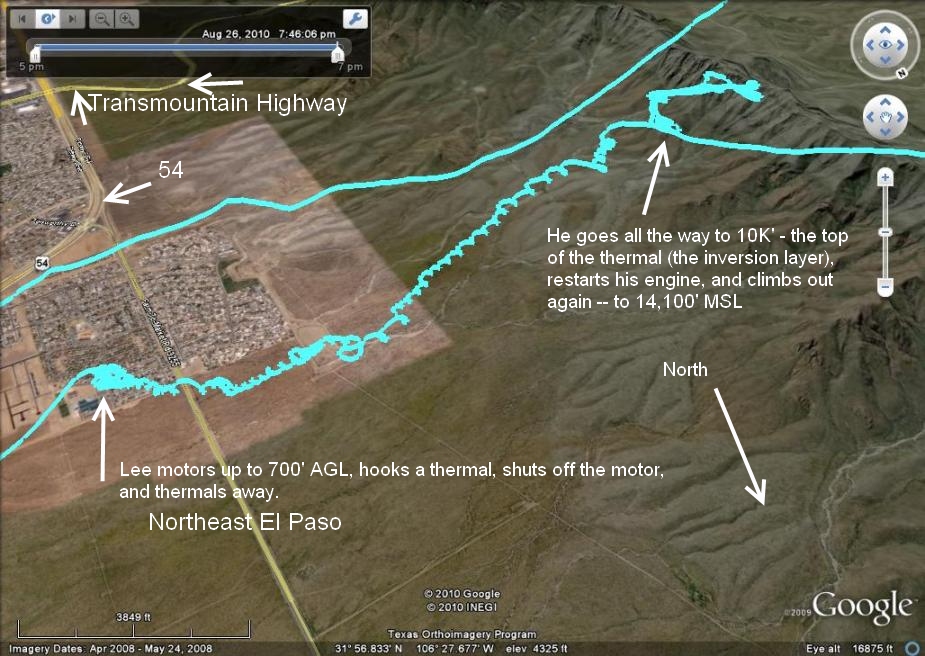 Aug 26, 2010 7:46:06 pm
5 pm
7 pm
N
Transmountain Highway
54
54
He goes all the way to 10K' - the top
of the thermal (the inversion layer),
restarts his engine, and climbs out
again -- to 14,100' MSL
North
Lee motors up to 700' AGL, hooks a thermal, shuts off the motor,
and thermals away.
Northeast El Paso
© 2010 Google
© 2010 INEGI
©2009 Google
3849 ft
Texas Orthoimagery Program
Imagery Dates: Apr 2008 - May 24, 2008
31° 56.833' N 106° 27.677' W elev 4325 ft
Eye alt 16875 ft